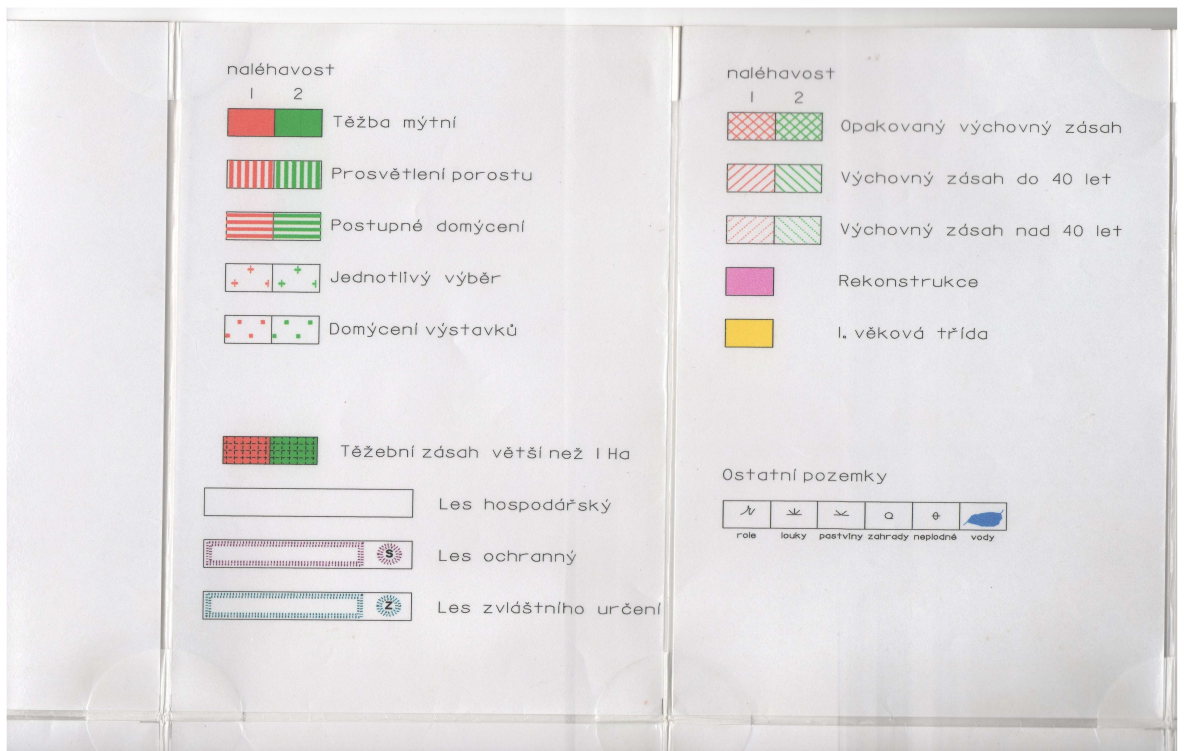 naléhavost
1 2
Těžba mýtní
Prosvětlení porostu
Postupné domýcení
Jednotlivý výběr
Domýcení výstavků
Těžební zásah větší než 1 Ha
Les hospodářský
S
Les ochranný
Z
Les zvláštního určení
naléhavost
1 2
Opakovaný výchovný zásah
Výchovný zásah do 40 let
Výchovný zásah nad 40 let
Rekonstrukce
I. věková třída
Ostatní pozemky
role louky pastviny zahrady neplodné vody